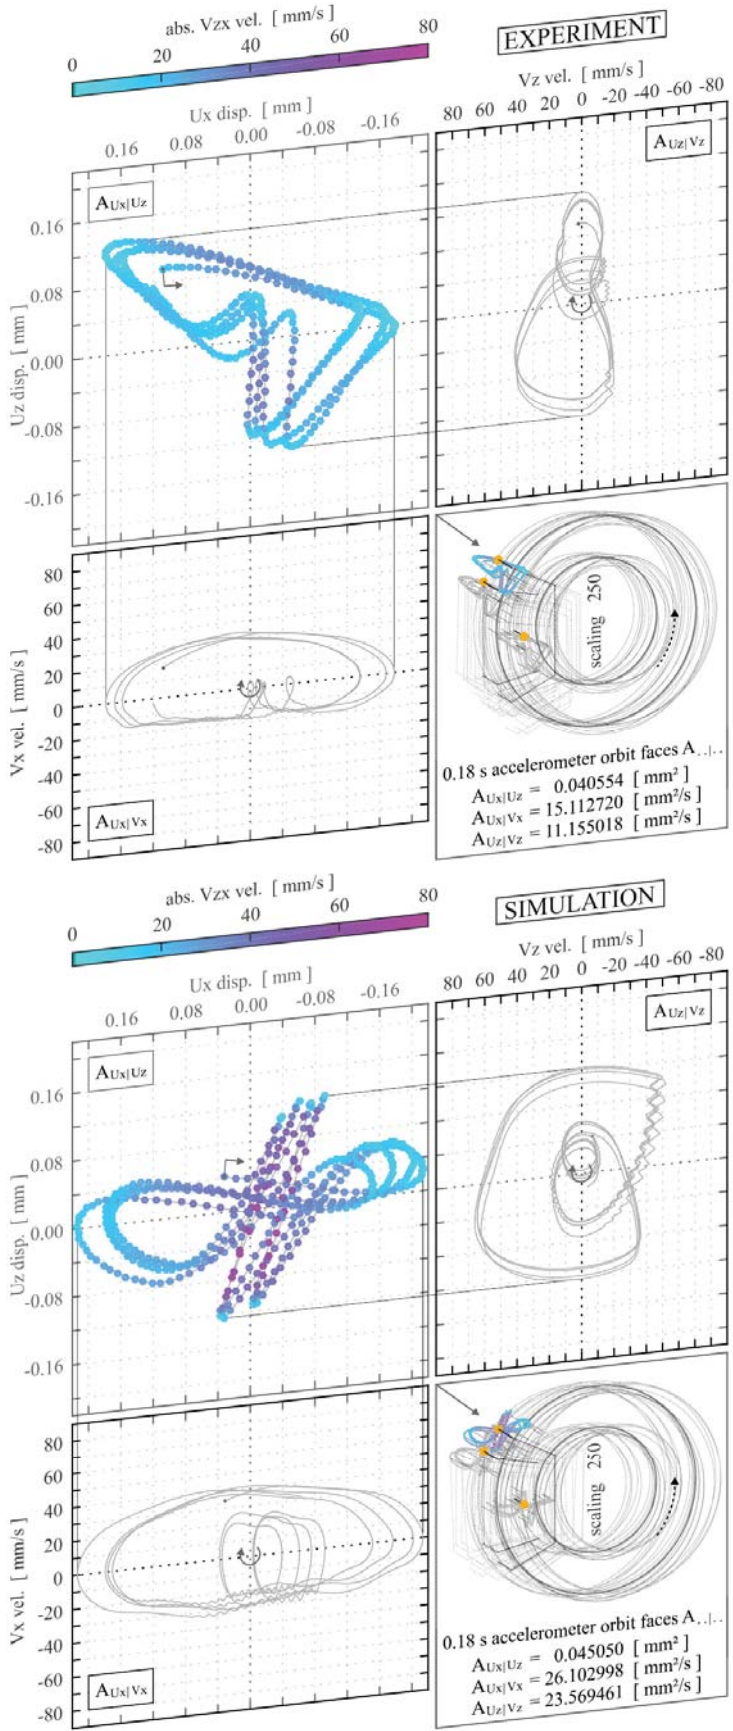 abs. Vzx vel. [ mm/s ]
0 20 40 60 80
EXPERIMENT
Ux disp. [ mm ]
0.16 0.08 0.00 -0.08 -0.16
Vz vel. [ mm/s ]
80 60 40 20 0 -20 -40 -60 -80
AUx|Uz
AUz|Vz
Uz disp. [ mm ]
0.16
0.08
0.00
-0.08
-0.16
Vx vel. [ mm/s ]
80
60
40
20
0
-20
-40
-60
-80
AUx|Vx
scaling 250
0.18 s accelerometer orbit faces A..|..
AUx|Uz = 0.040554 [ mm² ]
AUx|Vx = 15.112720 [ mm²/s ]
AUz|Vz = 11.155018 [ mm²/s ]
abs. Vzx vel. [ mm/s ]
0 20 40 60 80
SIMULATION
Ux disp. [ mm ]
0.16 0.08 0.00 -0.08 -0.16
Vz vel. [ mm/s ]
80 60 40 20 0 -20 -40 -60 -80
AUx|Uz
AUz|Vz
Uz disp. [ mm ]
0.16
0.08
0.00
-0.08
-0.16
Vx vel. [ mm/s ]
80
60
40
20
0
-20
-40
-60
-80
AUx|Vx
scaling 250
0.18 s accelerometer orbit faces A..|..
AUx|Uz = 0.045050 [ mm² ]
AUx|Vx = 26.102998 [ mm²/s ]
AUz|Vz = 23.569461 [ mm²/s ]